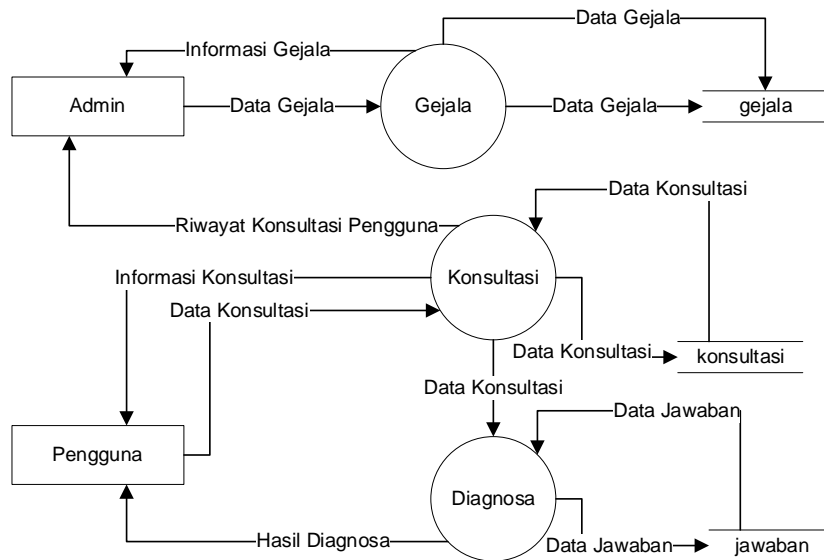 Data Gejala
Informasi Gejala
Admin
Data Gejala
Gejala
Data Gejala
gejala
Data Konsultasi
Riwayat Konsultasi Pengguna
Informasi Konsultasi
Konsultasi
Data Konsultasi
Data Konsultasi
konsultasi
Data Konsultasi
Data Jawaban
Pengguna
Diagnosa
Hasil Diagnosa
Data Jawaban
jawaban